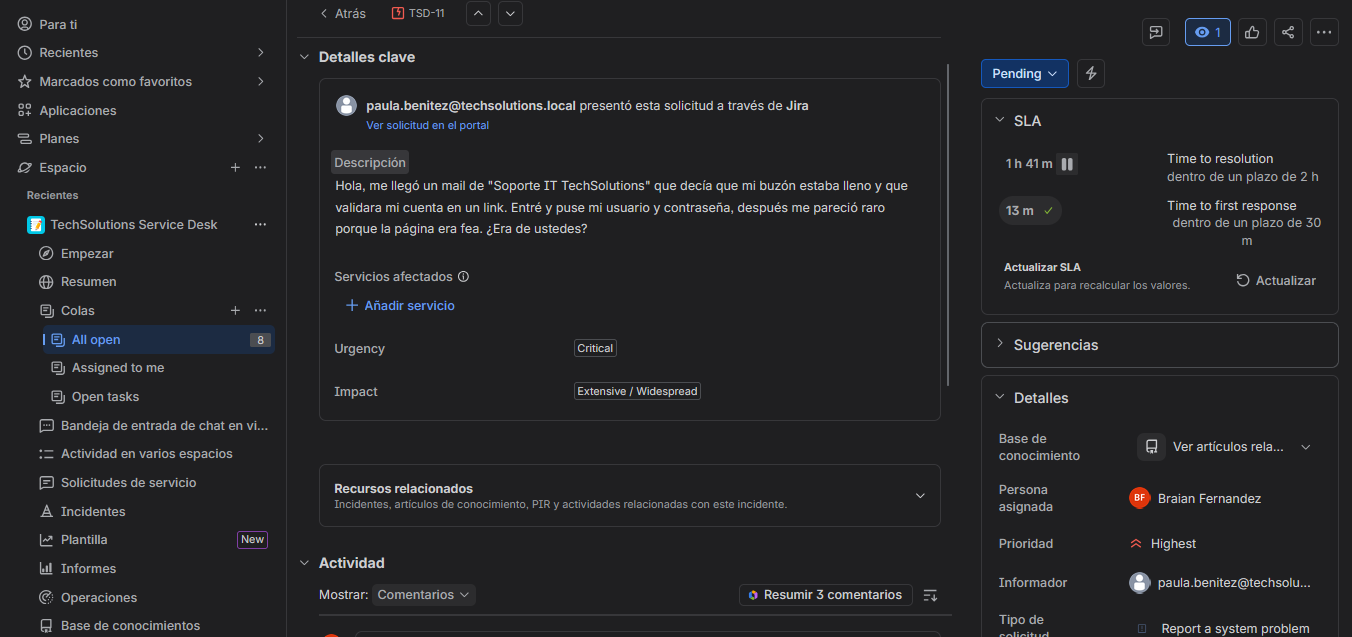 Para ti
Recientes
Marcados como favoritos
Aplicaciones
Planes
Espacio
Recientes
TechSolutions Service Desk
Empezar
Resumen
Colas
All open
8
Assigned to me
Open tasks
Bandeja de entrada de chat en vi...
Actividad en varios espacios
Solicitudes de servicio
Incidentes
Plantilla
New
Informes
Operaciones
Base de conocimientos
Atrás
TSD-11
Detalles clave
paula.benitez@techsolutions.local presentó esta solicitud a través de Jira
Ver solicitud en el portal
Descripción
Hola, me llegó un mail de "Soporte IT TechSolutions" que decía que mi buzón estaba lleno y que
validara mi cuenta en un link. Entré y puse mi usuario y contraseña, después me pareció raro
porque la página era fea. ¿Era de ustedes?
Servicios afectados
Añadir servicio
Urgency
Critical
Impact
Extensive / Widespread
Recursos relacionados
Incidentes, artículos de conocimiento, PIR y actividades relacionadas con este incidente.
Actividad
Mostrar:
Comentarios
Resumir 3 comentarios
1
Pending
SLA
1 h 41 m
Time to resolution
dentro de un plazo de 2 h
13 m
Time to first response
dentro de un plazo de 30
m
Actualizar SLA
Actualiza para recalcular los valores.
Actualizar
Sugerencias
Detalles
Base de
conocimiento
Ver artículos rela...
Persona
asignada
BF
Braian Fernandez
Prioridad
Highest
Informador
paula.benitez@techsolu...
Tipo de
solicitud
Report a system problem